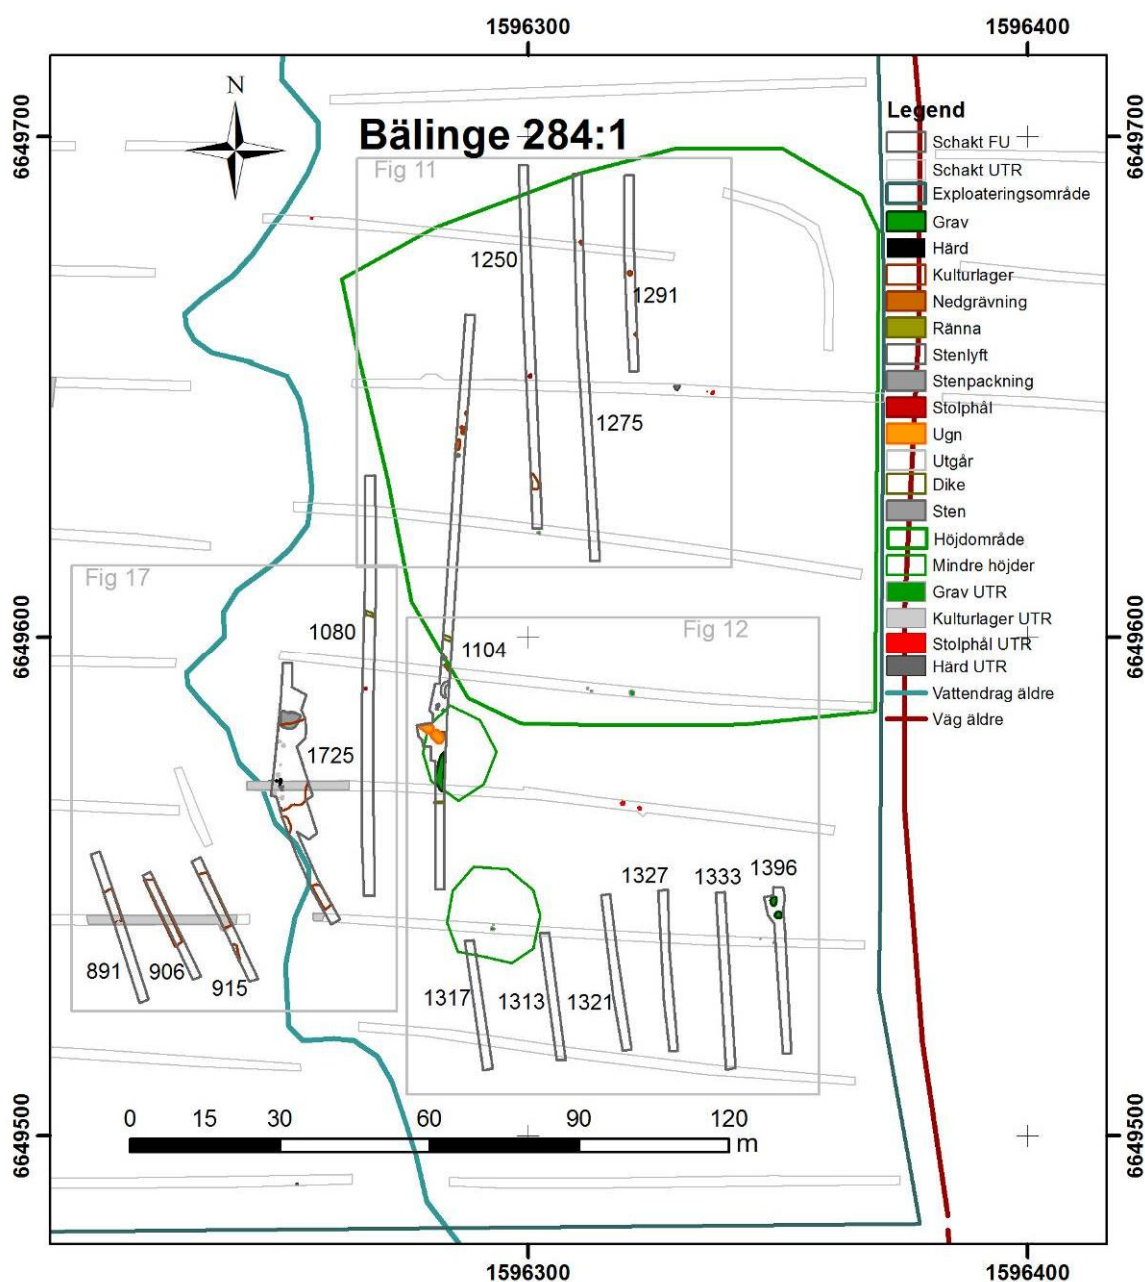 1596300
1596400
6649700
6649700
N
Bälinge 284:1
Fig 11
Legend
Schakt FU
Schakt UTR
Exploateringsområde
Grav
Härd
Kulturlager
Nedgrävning
Ränna
Stenlyft
Stenpackning
Stolphål
Ugn
Utgår
Dike
Sten
Höjdområde
Mindre höjder
Grav UTR
Kulturlager UTR
Stolphål UTR
Härd UTR
Vattendrag äldre
Väg äldre
1250
1291
1275
Fig 17
6649600
6649600
1080
1104
Fig 12
1725
1327
1333
1396
891
906
915
1317
1313
1321
6649500
6649500
0 15 30 60 90 120
m
1596300
1596400